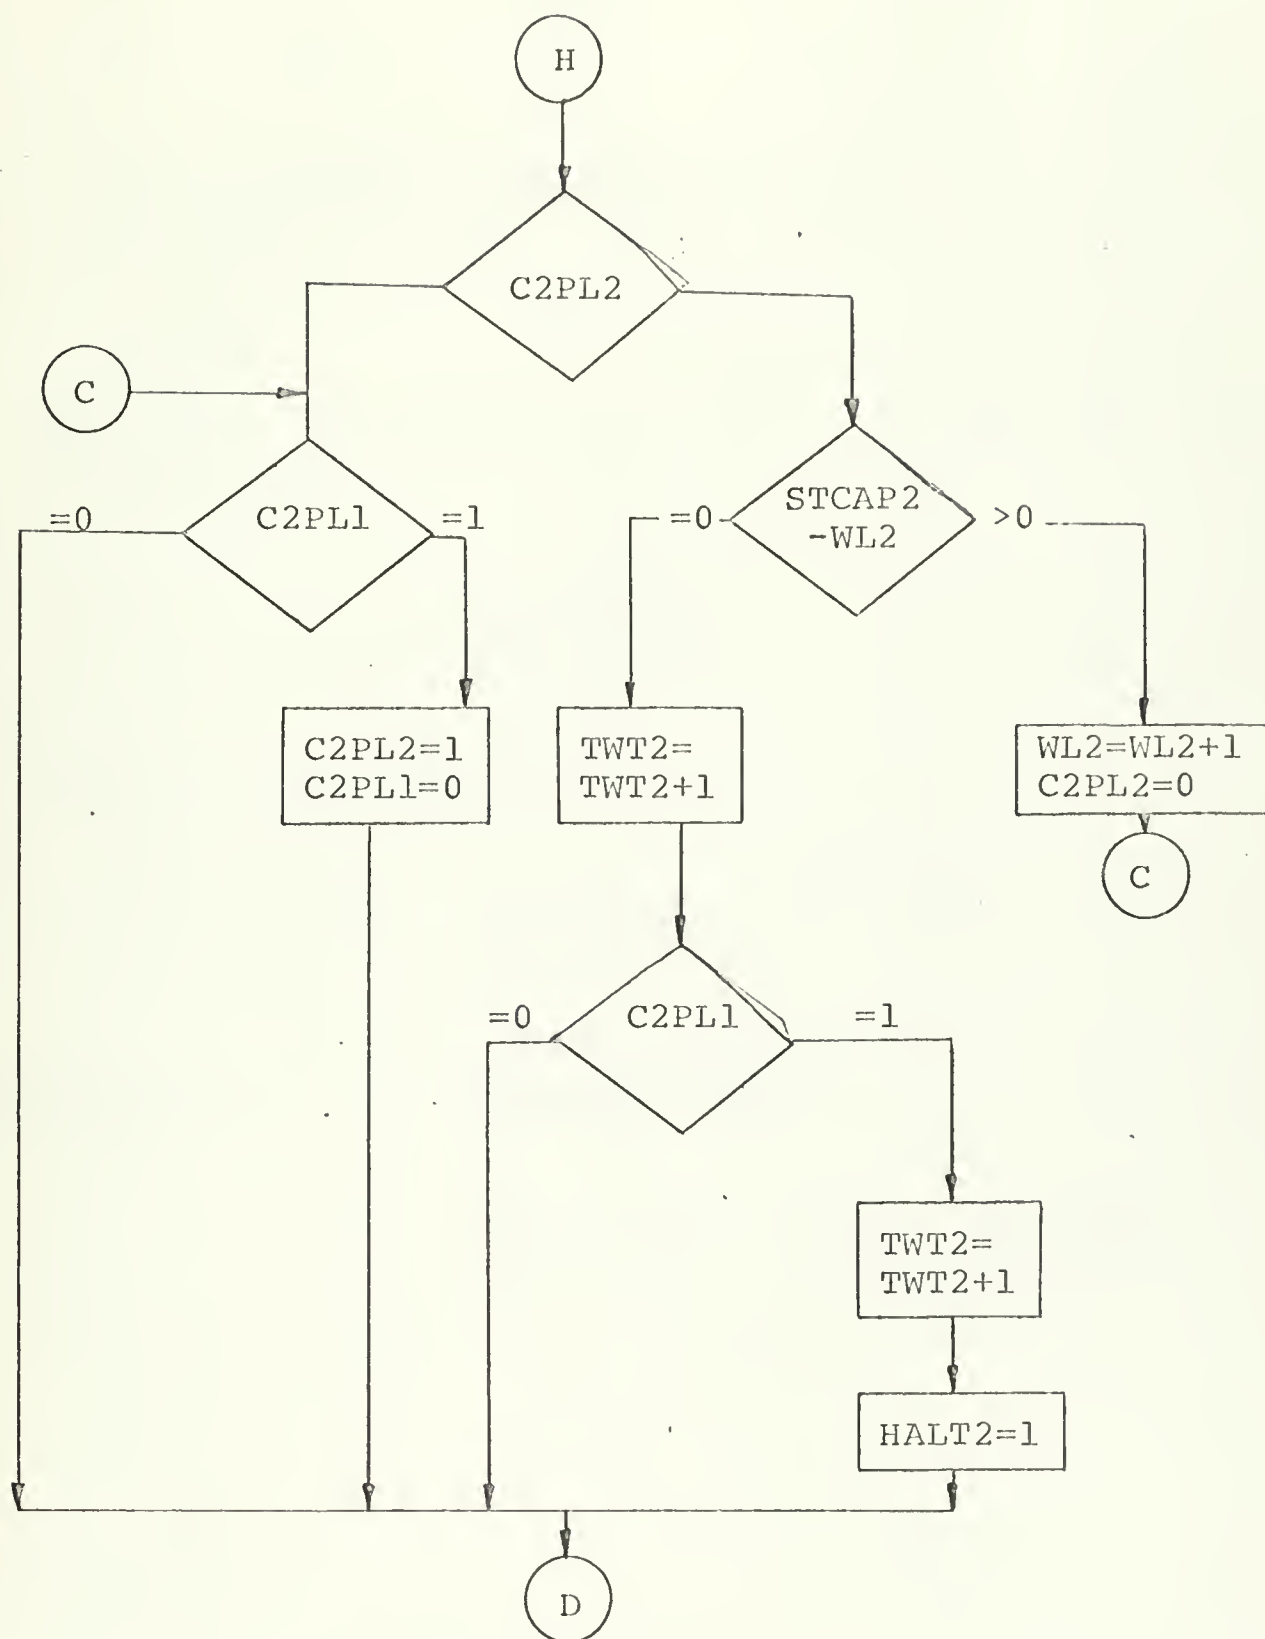 H
C2PL2
C
C2PL1
=0
=1
STCAP2
-WL2
=0
>0
C2PL2=1
C2PL1=0
TWT2=
TWT2+1
WL2=WL2+1
C2PL2=0
C
C2PL1
=0
=1
TWT2=
TWT2+1
HALT2=1
D